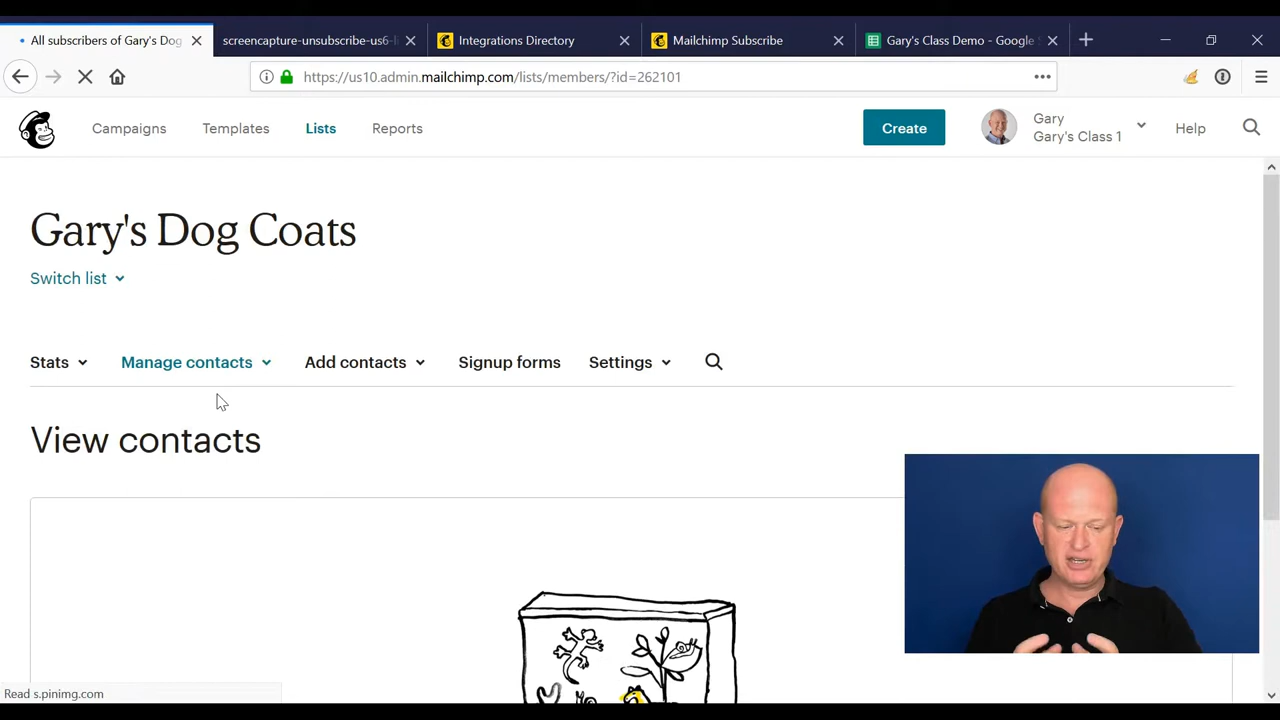 All subscribers of Gary's Dog
screencapture-unsubscribe-us6-l
Integrations Directory
Mailchimp Subscribe
Gary's Class Demo - Google
https://us10.admin.mailchimp.com/lists/members/?id=262101
Campaigns
Templates
Lists
Reports
Create
Gary
Gary's Class 1
Help
Gary's Dog Coats
Switch list
Stats
Manage contacts
Add contacts
Signup forms
Settings
View contacts
Read s.pinimg.com